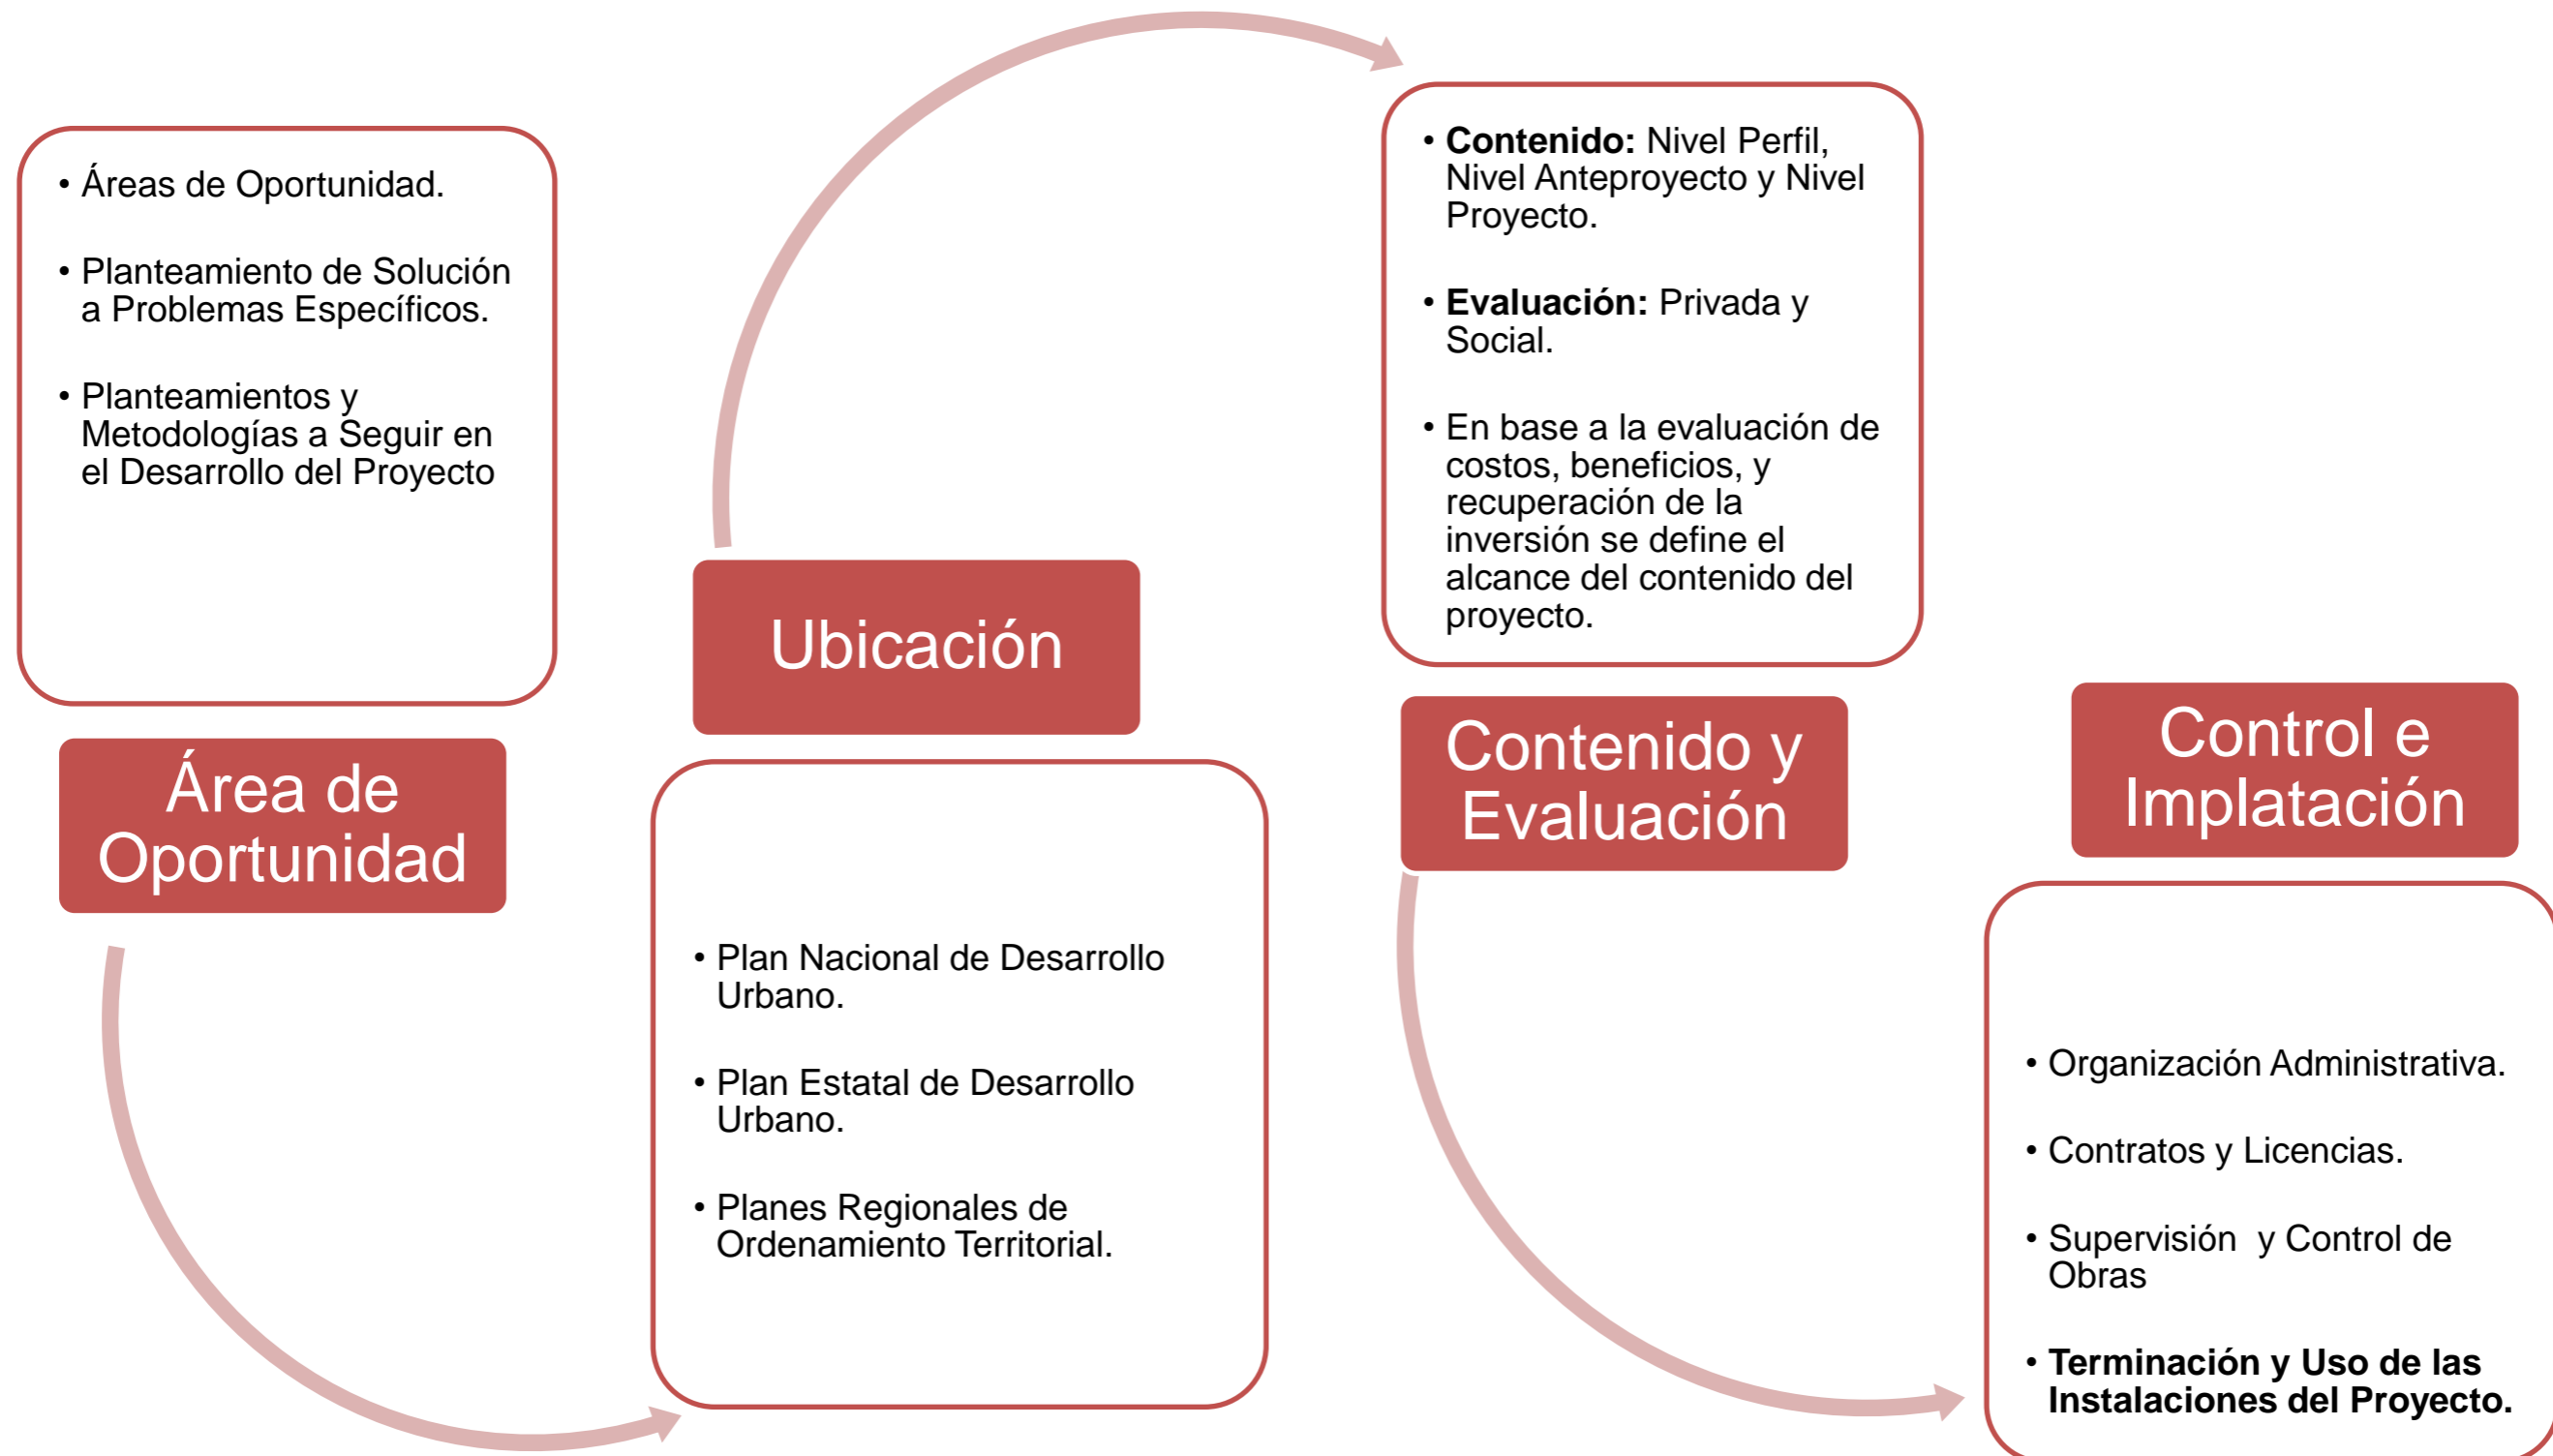 • Áreas de Oportunidad.
• Planteamiento de Solución
a Problemas Específicos.
• Planteamientos y
Metodologías a Seguir en
el Desarrollo del Proyecto
Área de
Oportunidad
Ubicación
• Plan Nacional de Desarrollo
Urbano.
• Plan Estatal de Desarrollo
Urbano.
• Planes Regionales de
Ordenamiento Territorial.
• Contenido: Nivel Perfil,
Nivel Anteproyecto y Nivel
Proyecto.
• Evaluación: Privada y
Social.
• En base a la evaluación de
costos, beneficios, y
recuperación de la
inversión se define el
alcance del contenido del
proyecto.
Contenido y
Evaluación
Control e
Implatación
• Organización Administrativa.
• Contratos y Licencias.
• Supervisión  y Control de
Obras
• Terminación y Uso de las
Instalaciones del Proyecto.